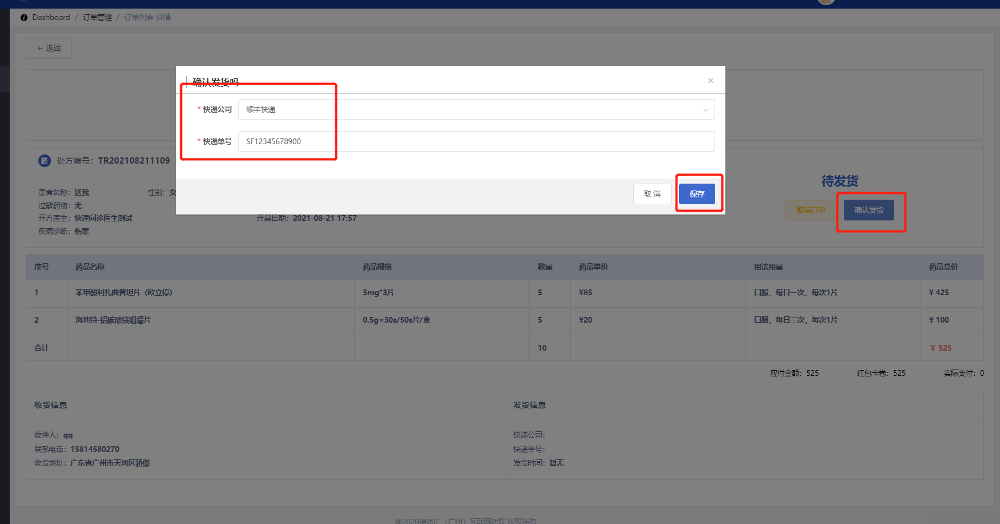 Dashboard / 订单管理 / 订单列表-详情
← 返回
确认发货吗
* 快递公司 顺丰快递
* 快递单号 SF12345678900
取消 保存
处方编号： TR202108211109
患者名称：送我 性别：女
过敏药物：无
开方医生：快速问诊医生测试 开具日期：2021-08-21 17:57
疾病诊断：伤寒
待发货
取消订单 确认发货
序号 药品名称 药品规格 数量 药品单价 用法用量 药品总价
1 苯甲酸利扎曲普坦片（欧立停） 5mg*3片 5 ¥85 口服，每日一次，每次1片 ¥ 425
2 海地特-铝碳酸镁咀嚼片 0.5g×30s/50s片/盒 5 ¥20 口服，每日三次，每次1片 ¥ 100
合计 10 ¥ 525
应付金额：525 红包卡卷：525 实际支付：0
收货信息
收件人：qq
联系电话：15814580270
收货地址：广东省广州市天河区骄傲
发货信息
快递公司：
快递单号：
发货时间：暂无
@2020德医汇（广州）互联网医院 版权所有